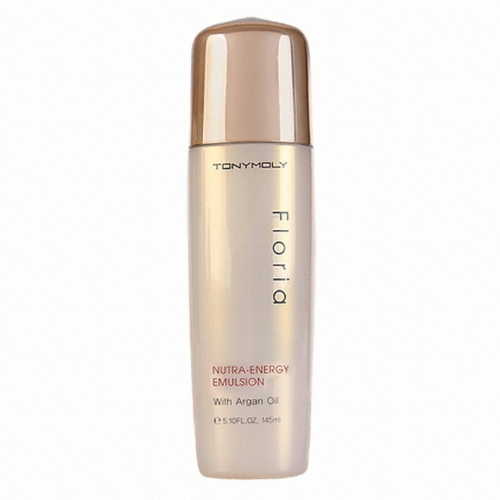 TONYMOLY
Floria
NUTRA-ENERGY
EMULSION
With Argan Oil
℮ 5.10FL.OZ, 145ml